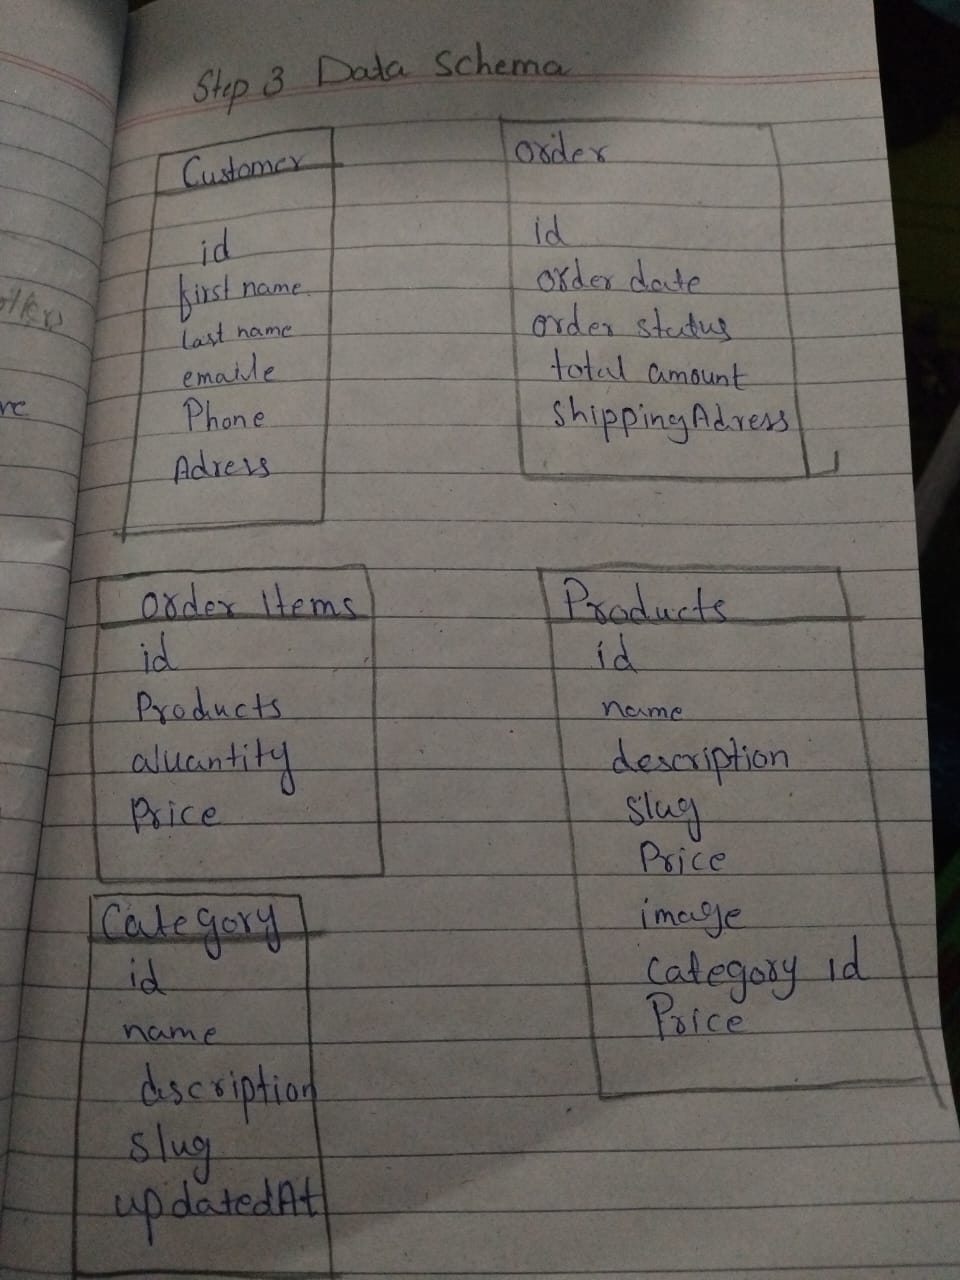 Step 3 Data Schema
Customer
id
first name
last name
emaile
Phone
Adress
order
id
order date
order status
total amount
shippingAdress
order items
id
Products
aluantity
Price
Products
id
name
description
slug
Price
image
Category id
Price
Category
id
name
discription
slug
updatedAt